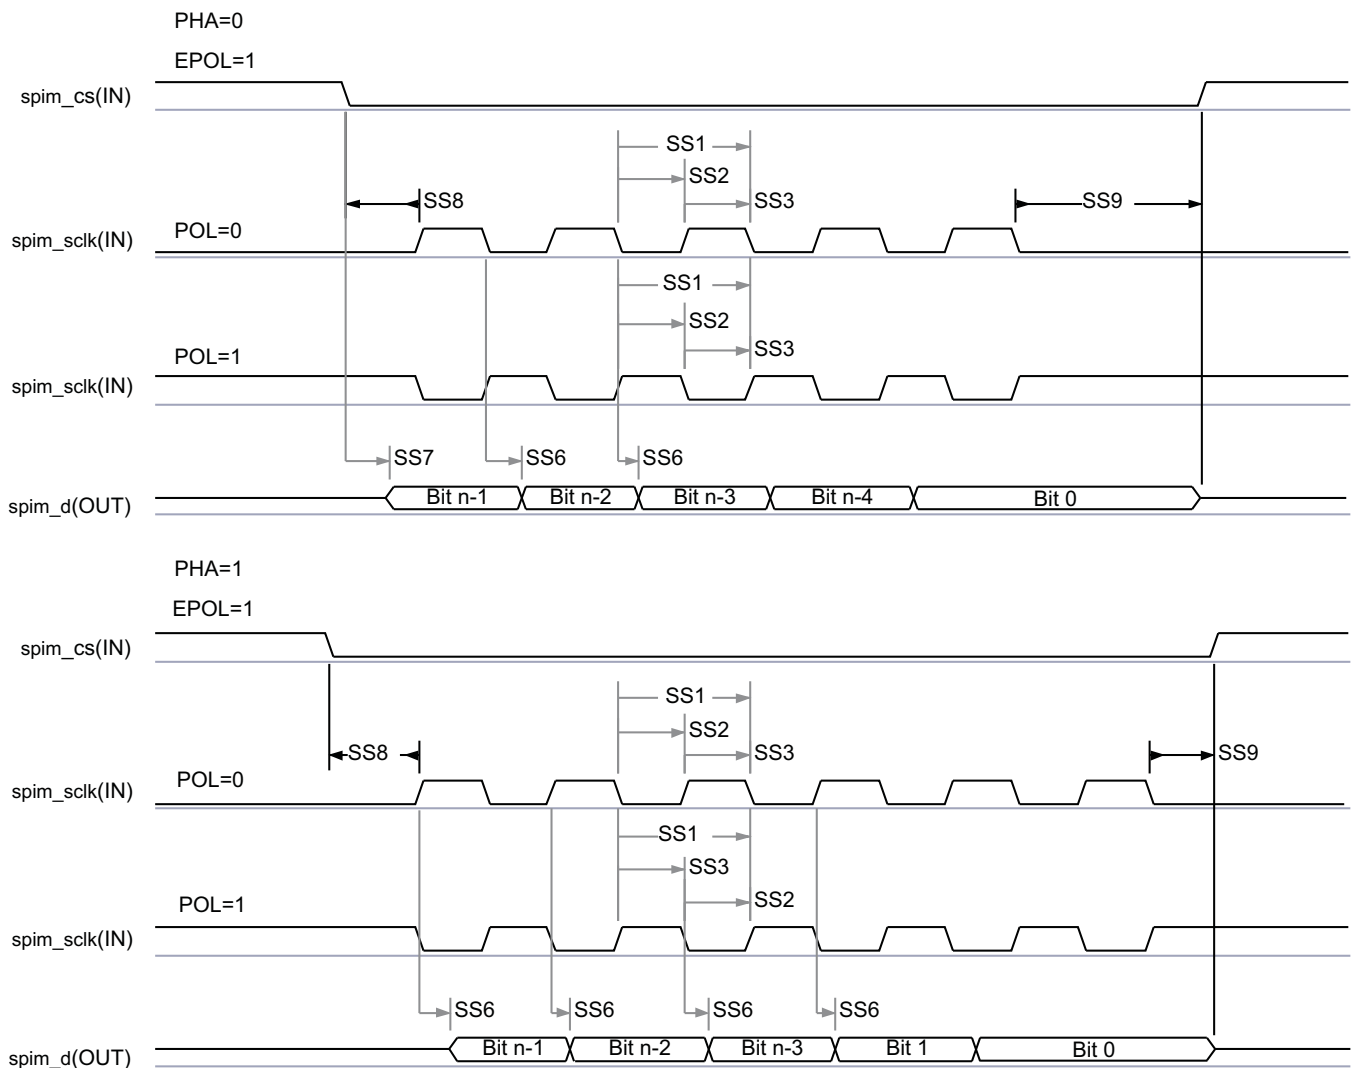 PHA=0
EPOL=1
spim_cs(IN)
SS1
SS2
SS8
SS3
SS9
POL=0
spim_sclk(IN)
SS1
SS2
SS3
POL=1
spim_sclk(IN)
SS7
SS6
SS6
spim_d(OUT)
Bit n-1
Bit n-2
Bit n-3
Bit n-4
Bit 0
PHA=1
EPOL=1
spim_cs(IN)
SS1
SS2
SS8
SS3
SS9
POL=0
spim_sclk(IN)
SS1
SS3
SS2
POL=1
spim_sclk(IN)
SS6
SS6
SS6
SS6
spim_d(OUT)
Bit n-1
Bit n-2
Bit n-3
Bit 1
Bit 0